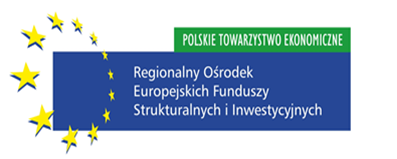 POLSKIE TOWARZYSTWO EKONOMICZNE
Regionalny Ośrodek
Europejskich Funduszy
Strukturalnych i Inwestycyjnych